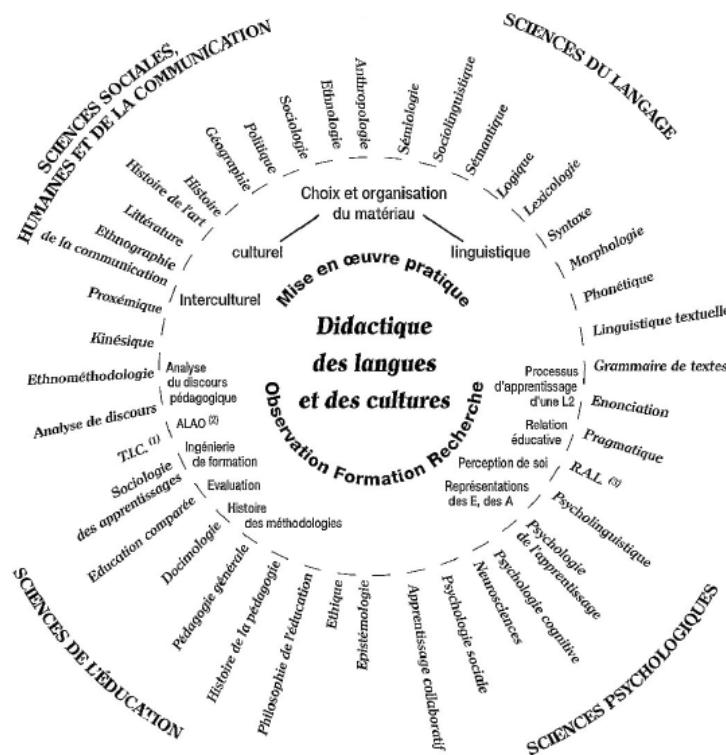 SCIENCES SOCIALES,
HUMAINES ET DE LA COMMUNICATION
SCIENCES DU LANGAGE
Proxémique
Ethnographie
de la communication
Littérature
Histoire de l'art
Histoire
Géographie
Politique
Sociologie
Ethnologie
Anthropologie
Sémiologie
Sociolinguistique
Sémantique
Logique
Lexicologie
Syntaxe
Morphologie
Phonétique
Linguistique textuelle
Grammaire de textes
Enonciation
Pragmatique
R.A.L. (3)
Psycholinguistique
Psychologie
de l'apprentissage
Psychologie cognitive
Neurosciences
Psychologie sociale
Apprentissage collaboratif
Epistémologie
Ethique
Philosophie de l'éducation
Histoire de la pédagogie
Pédagogie générale
Docimologie
Education comparée
Sociologie
des apprentissages
T.I.C. (1)
Analyse de discours
Ethnométhodologie
Kinésique
Choix et organisation
du matériau
culturel
linguistique
Interculturel
Mise en œuvre pratique
Didactique
des langues
et des cultures
Observation Formation Recherche
Analyse
du discours
pédagogique
ALAO (2)
Ingénierie
de formation
Evaluation
Histoire
des méthodologies
Processus
d'apprentissage
d'une L2
Relation
éducative
Perception de soi
Représentations
des E, des A
SCIENCES DE L'ÉDUCATION
SCIENCES PSYCHOLOGIQUES